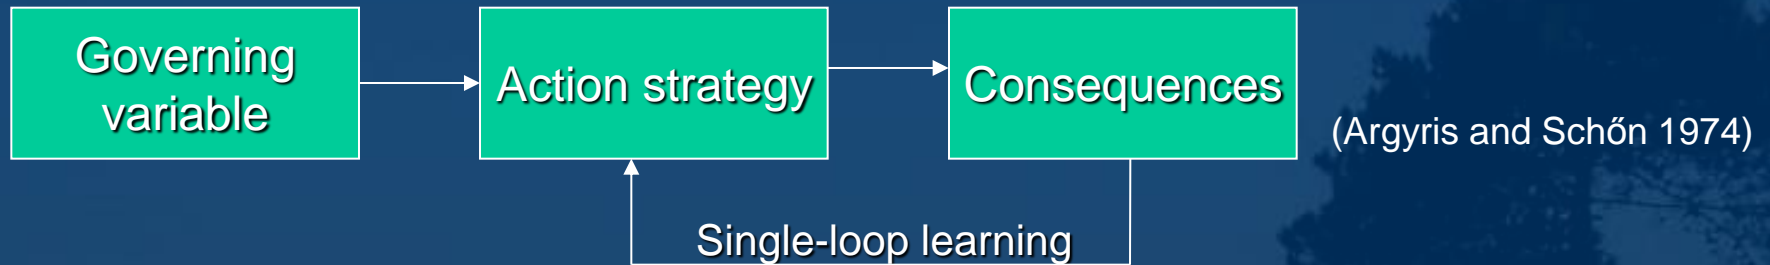 Governing
variable
Action strategy
Consequences
(Argyris and Schőn 1974)
Single-loop learning